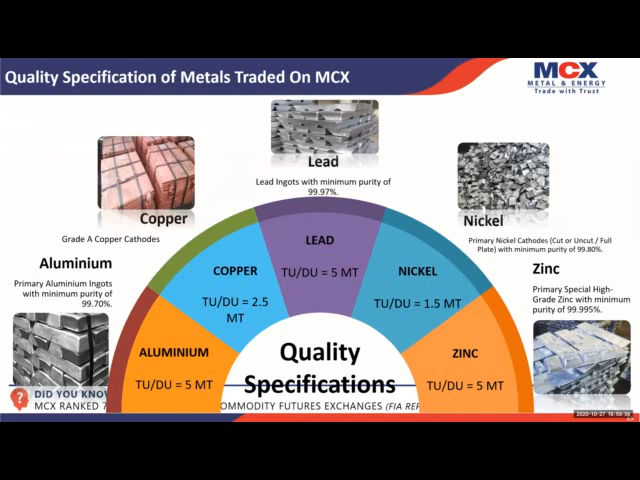 Quality Specification of Metals Traded On MCX
MCX
METAL & ENERGY
Trade with Trust
Lead
Lead Ingots with minimum purity of
99.97%.
Copper
Grade A Copper Cathodes
Nickel
Primary Nickel Cathodes (Cut or Uncut / Full
Plate) with minimum purity of 99.80%.
Aluminium
Primary Aluminium Ingots
with minimum purity of
99.70%.
Zinc
Primary Special High-
Grade Zinc with minimum
purity of 99.995%.
LEAD
TU/DU = 5 MT
COPPER
TU/DU = 2.5
MT
NICKEL
TU/DU = 1.5 MT
ALUMINIUM
TU/DU = 5 MT
ZINC
TU/DU = 5 MT
Quality
Specifications
DID YOU KNOW
MCX RANKED 7
OMMODITY FUTURES EXCHANGES (FIA REP
2020-10-27 16:59:08